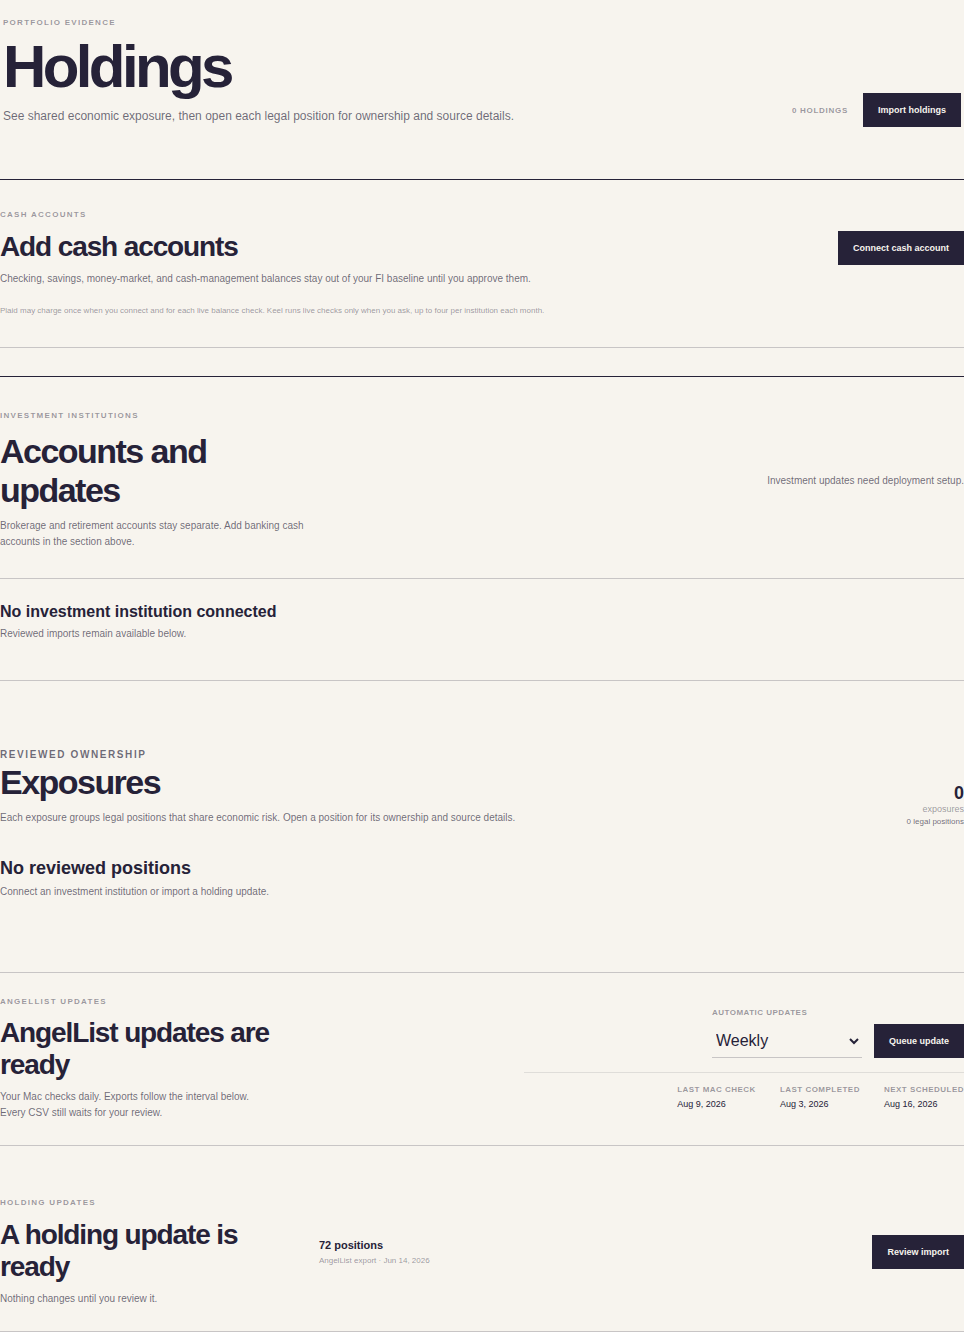 PORTFOLIO EVIDENCE
Holdings
See shared economic exposure, then open each legal position for ownership and source details.
0 HOLDINGS
Import holdings
CASH ACCOUNTS
Add cash accounts
Connect cash account
Checking, savings, money-market, and cash-management balances stay out of your FI baseline until you approve them.
Plaid may charge once when you connect and for each live balance check. Keel runs live checks only when you ask, up to four per institution each month.
INVESTMENT INSTITUTIONS
Accounts and
updates
Investment updates need deployment setup.
Brokerage and retirement accounts stay separate. Add banking cash
accounts in the section above.
No investment institution connected
Reviewed imports remain available below.
REVIEWED OWNERSHIP
Exposures
Each exposure groups legal positions that share economic risk. Open a position for its ownership and source details.
0
exposures
0 legal positions
No reviewed positions
Connect an investment institution or import a holding update.
ANGELLIST UPDATES
AngelList updates are
ready
Your Mac checks daily. Exports follow the interval below.
Every CSV still waits for your review.
AUTOMATIC UPDATES
Weekly
Queue update
LAST MAC CHECK
Aug 9, 2026
LAST COMPLETED
Aug 3, 2026
NEXT SCHEDULED
Aug 16, 2026
HOLDING UPDATES
A holding update is
ready
Nothing changes until you review it.
72 positions
AngelList export · Jun 14, 2026
Review import